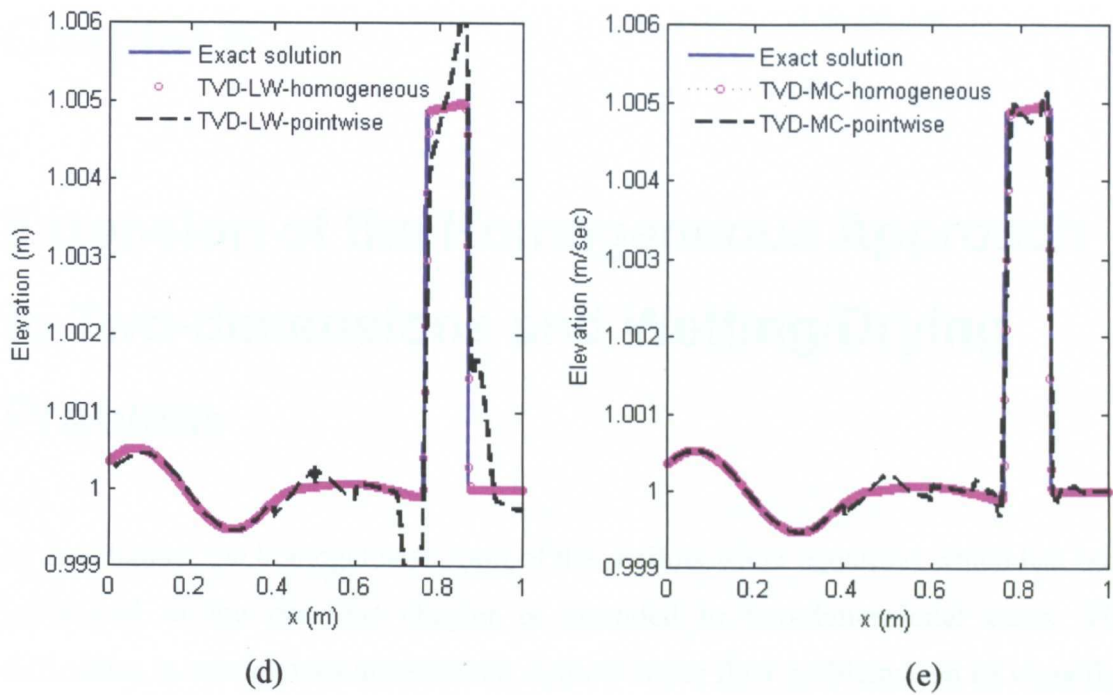 1.006
Exact solution
TVD-LW-homogeneous
TVD-LW-pointwise
1.005
1.004
1.003
1.002
1.001
1
0.999
Elevation (m)
0
0.2
0.4
0.6
0.8
1
x (m)
(d)
1.006
Exact solution
TVD-MC-homogeneous
TVD-MC-pointwise
1.005
1.004
1.003
1.002
1.001
1
0.999
Elevation (m/sec)
0
0.2
0.4
0.6
0.8
1
x (m)
(e)